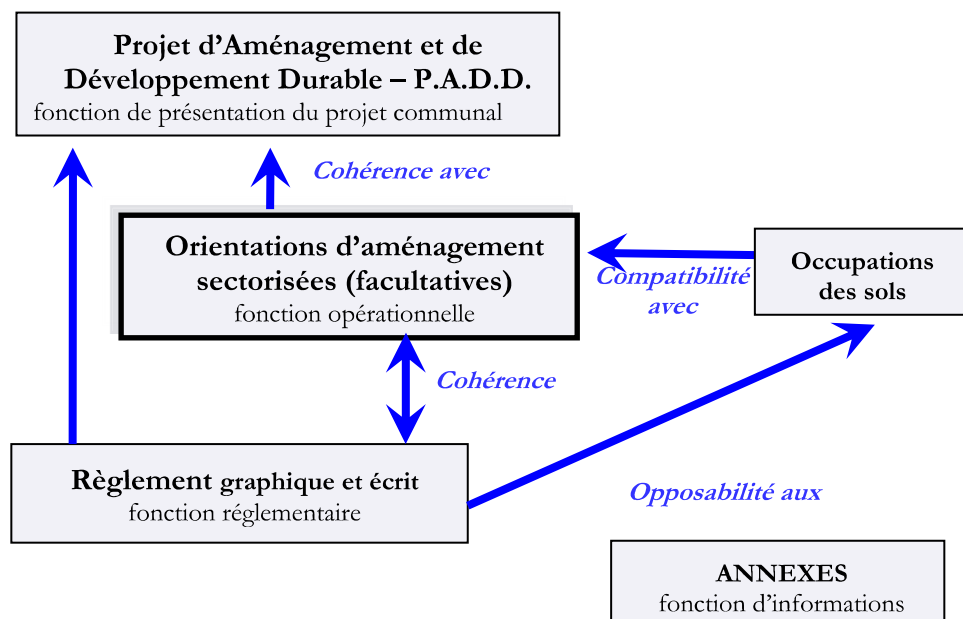 Projet d’Aménagement et de
Développement Durable – P.A.D.D.
fonction de présentation du projet communal
Cohérence avec
Orientations d’aménagement
sectorisées (facultatives)
fonction opérationnelle
Compatibilité
avec
Occupations
des sols
Cohérence
Règlement graphique et écrit
fonction réglementaire
Opposabilité aux
ANNEXES
fonction d’informations